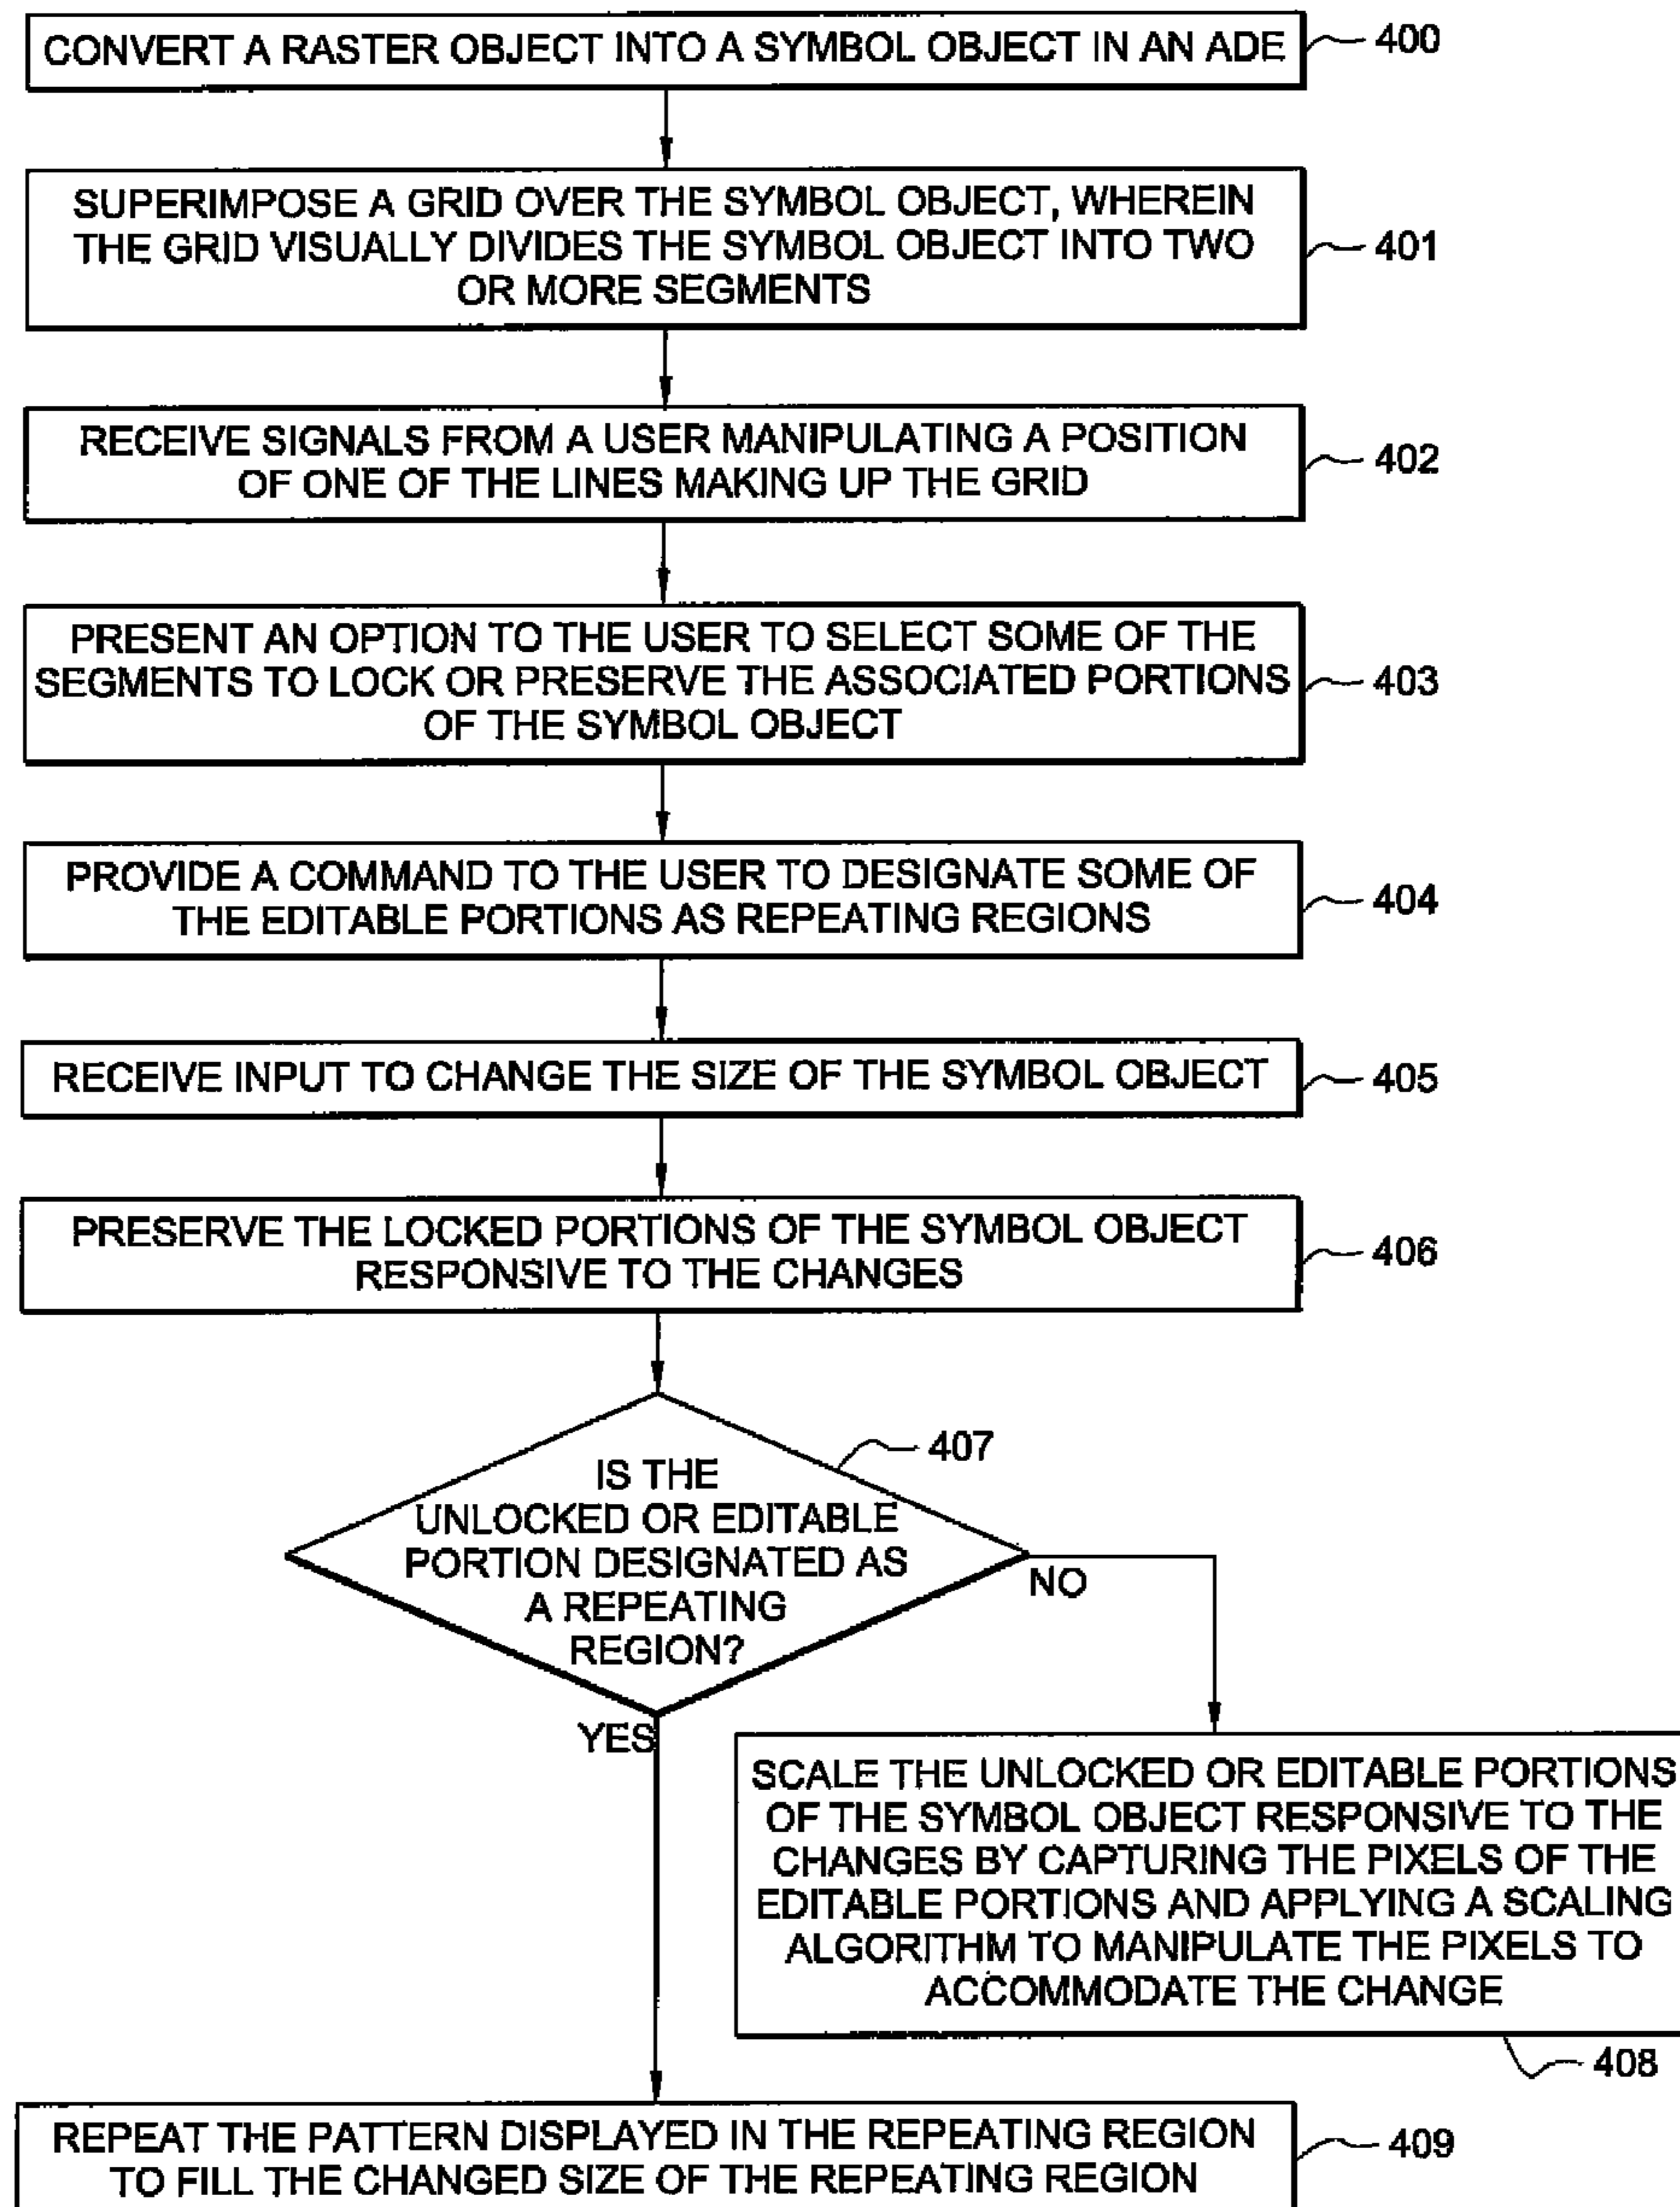 CONVERT A RASTER OBJECT INTO A SYMBOL OBJECT IN AN ADE
400
SUPERIMPOSE A GRID OVER THE SYMBOL OBJECT, WHEREIN
THE GRID VISUALLY DIVIDES THE SYMBOL OBJECT INTO TWO
OR MORE SEGMENTS
401
RECEIVE SIGNALS FROM A USER MANIPULATING A POSITION
OF ONE OF THE LINES MAKING UP THE GRID
402
PRESENT AN OPTION TO THE USER TO SELECT SOME OF THE
SEGMENTS TO LOCK OR PRESERVE THE ASSOCIATED PORTIONS
OF THE SYMBOL OBJECT
403
PROVIDE A COMMAND TO THE USER TO DESIGNATE SOME OF
THE EDITABLE PORTIONS AS REPEATING REGIONS
404
RECEIVE INPUT TO CHANGE THE SIZE OF THE SYMBOL OBJECT
405
PRESERVE THE LOCKED PORTIONS OF THE SYMBOL OBJECT
RESPONSIVE TO THE CHANGES
406
407
IS THE
UNLOCKED OR EDITABLE
PORTION DESIGNATED AS
A REPEATING
REGION?
NO
YES
SCALE THE UNLOCKED OR EDITABLE PORTIONS
OF THE SYMBOL OBJECT RESPONSIVE TO THE
CHANGES BY CAPTURING THE PIXELS OF THE
EDITABLE PORTIONS AND APPLYING A SCALING
ALGORITHM TO MANIPULATE THE PIXELS TO
ACCOMMODATE THE CHANGE
408
REPEAT THE PATTERN DISPLAYED IN THE REPEATING REGION
TO FILL THE CHANGED SIZE OF THE REPEATING REGION
409